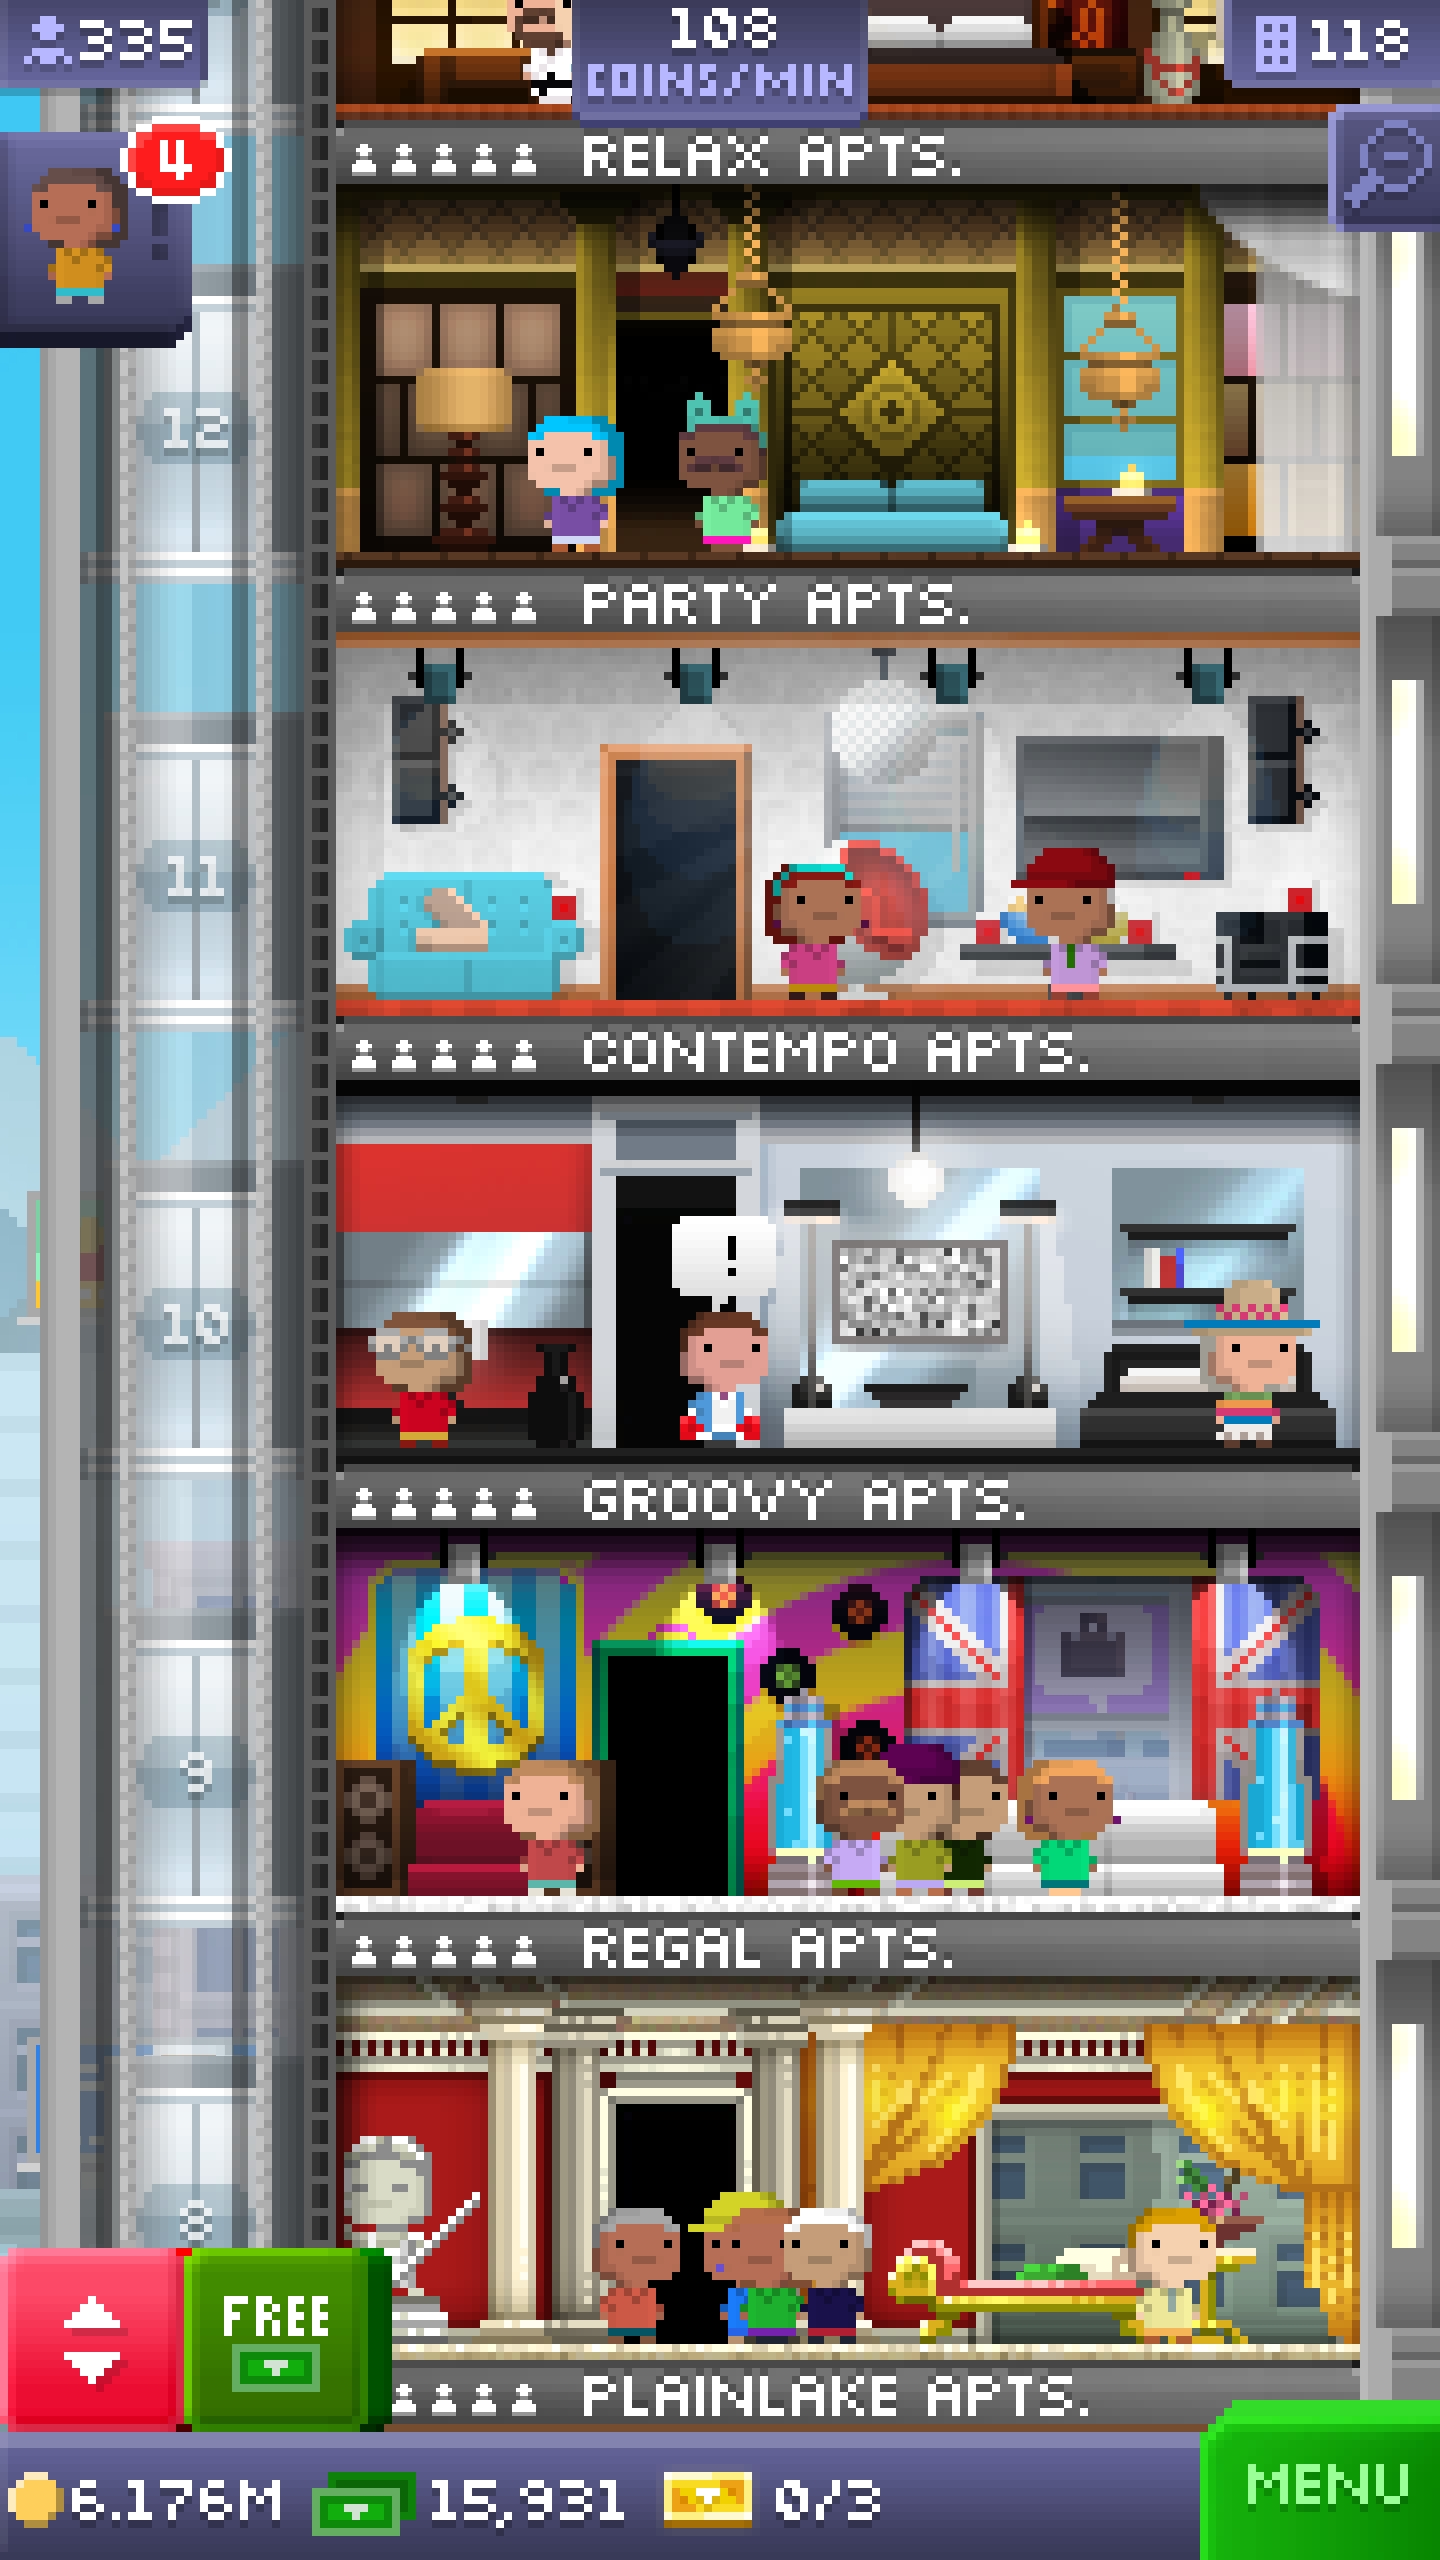 335
108
COINS/MIN
118
4
!
RELAX APTS.
12
PARTY APTS.
11
CONTEMPO APTS.
!
10
GROOVY APTS.
9
REGAL APTS.
8
FREE
PLAINLAKE APTS.
6.176M
15,931
0/3
MENU